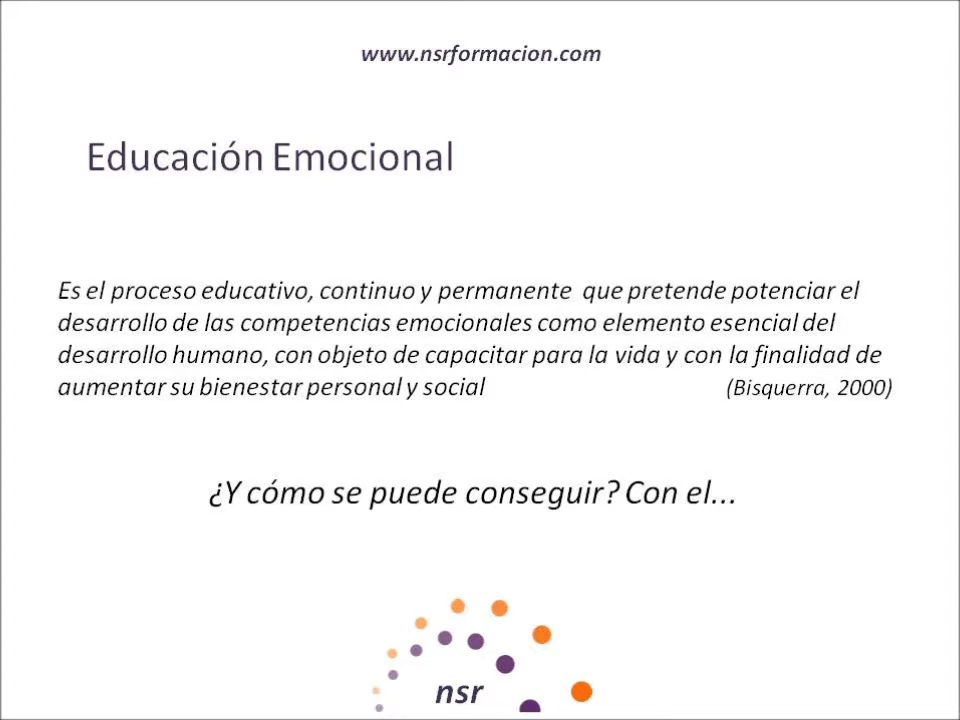 www.nsrformacion.com
Educación Emocional
Es el proceso educativo, continuo y permanente que pretende potenciar el
desarrollo de las competencias emocionales como elemento esencial del
desarrollo humano, con objeto de capacitar para la vida y con la finalidad de
aumentar su bienestar personal y social (Bisquerra, 2000)
¿Y cómo se puede conseguir? Con el...
nsr